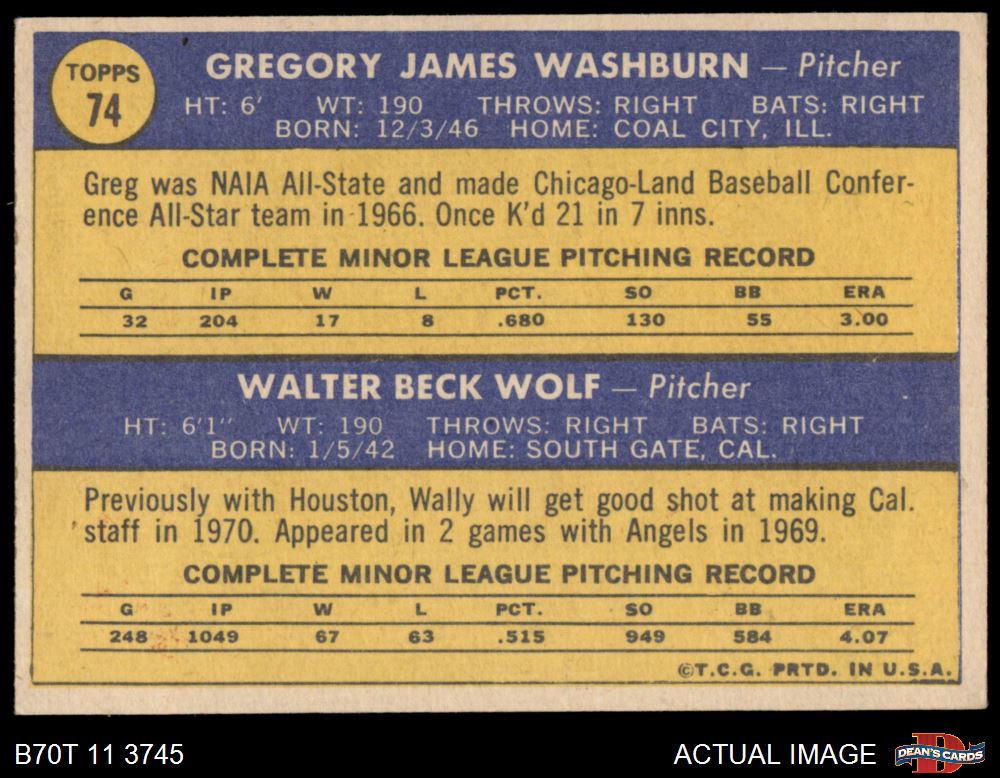 TOPPS
74
GREGORY JAMES WASHBURN — Pitcher
HT: 6' WT: 190 THROWS: RIGHT BATS: RIGHT
BORN: 12/3/46 HOME: COAL CITY, ILL.
Greg was NAIA All-State and made Chicago-Land Baseball Confer-
ence All-Star team in 1966. Once K'd 21 in 7 inns.
COMPLETE MINOR LEAGUE PITCHING RECORD
G IP W L PCT. SO BB ERA
32 204 17 8 .680 130 55 3.00
WALTER BECK WOLF — Pitcher
HT: 6'1" WT: 190 THROWS: RIGHT BATS: RIGHT
BORN: 1/5/42 HOME: SOUTH GATE, CAL.
Previously with Houston, Wally will get good shot at making Cal.
staff in 1970. Appeared in 2 games with Angels in 1969.
COMPLETE MINOR LEAGUE PITCHING RECORD
G IP W L PCT. SO BB ERA
248 1049 67 63 .515 949 584 4.07
©T.C.G. PRTD. IN U.S.A.
B70T 11 3745 ACTUAL IMAGE DEAN'S CARDS